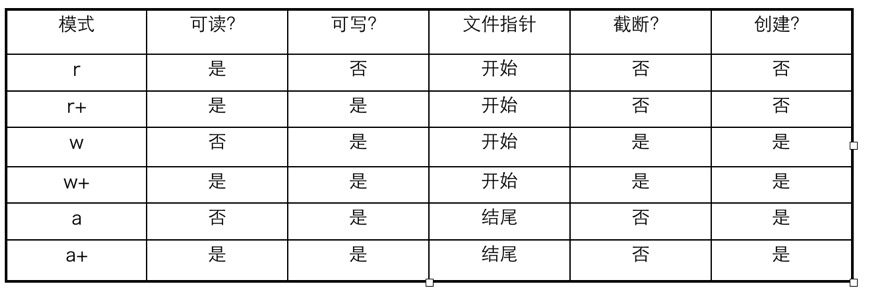 模式 可读? 可写? 文件指针 截断? 创建?
r 是 否 开始 否 否
r+ 是 是 开始 否 否
w 否 是 开始 是 是
w+ 是 是 开始 是 是
a 否 是 结尾 否 是
a+ 是 是 结尾 否 是